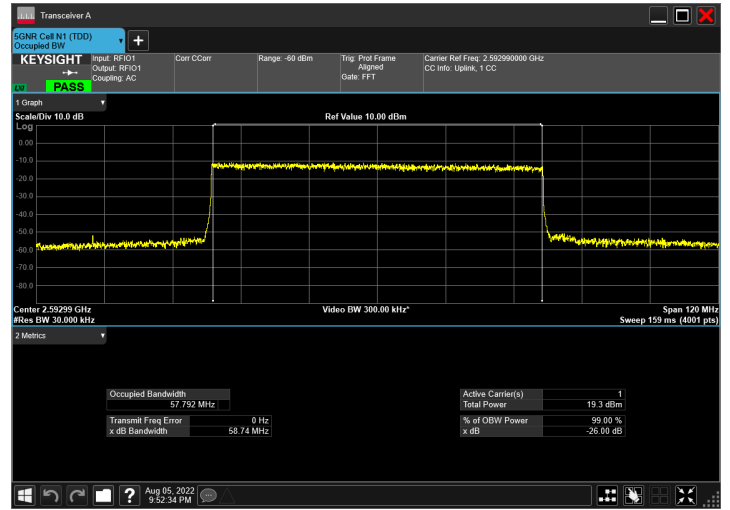 Transceiver A
5GNR Cell N1 (TDD)
Occupied BW
KEYSIGHT
PASS
Input: RFIO1
Output: RFIO1
Coupling: AC
Corr CCorr
Range: -60 dBm
Trig: Prot Frame
Aligned
Gate: FFT
Carrier Ref Freq: 2.592990000 GHz
CC Info: Uplink, 1 CC
1 Graph
Scale/Div 10.0 dB
Ref Value 10.00 dBm
Log
0.00
-10.0
-20.0
-30.0
-40.0
-50.0
-60.0
-70.0
-80.0
Center 2.59299 GHz
Video BW 300.00 kHz*
Span 120 MHz
#Res BW 30.000 kHz
Sweep 159 ms (4001 pts)
2 Metrics
Occupied Bandwidth
57.792 MHz
Transmit Freq Error 0 Hz
x dB Bandwidth 58.74 MHz
Active Carrier(s) 1
Total Power 19.3 dBm
% of OBW Power 99.00 %
x dB -26.00 dB
Aug 05, 2022
9:52:34 PM